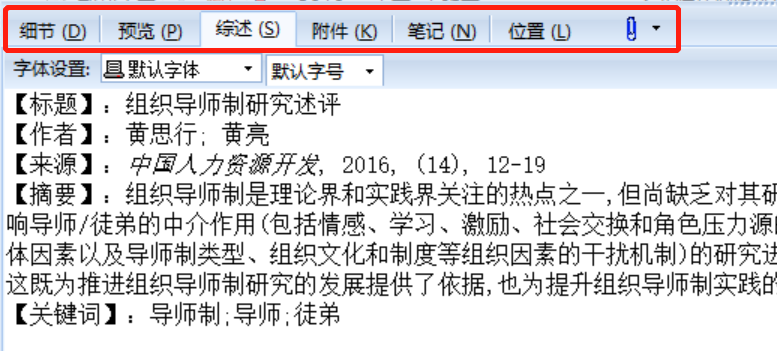 细节 (D) 预览 (P) 综述 (S) 附件 (K) 笔记 (N) 位置 (L)
字体设置: 默认字体 默认字号
【标题】: 组织导师制研究述评
【作者】: 黄思行; 黄亮
【来源】: 中国人力资源开发, 2016, (14), 12-19
【摘要】: 组织导师制是理论界和实践界关注的热点之一,但尚缺乏对其研
响导师/徒弟的中介作用(包括情感、学习、激励、社会交换和角色压力源
体因素以及导师制类型、组织文化和制度等组织因素的干扰机制)的研究进
这既为推进组织导师制研究的发展提供了依据,也为提升组织导师制实践的
【关键词】: 导师制;导师;徒弟